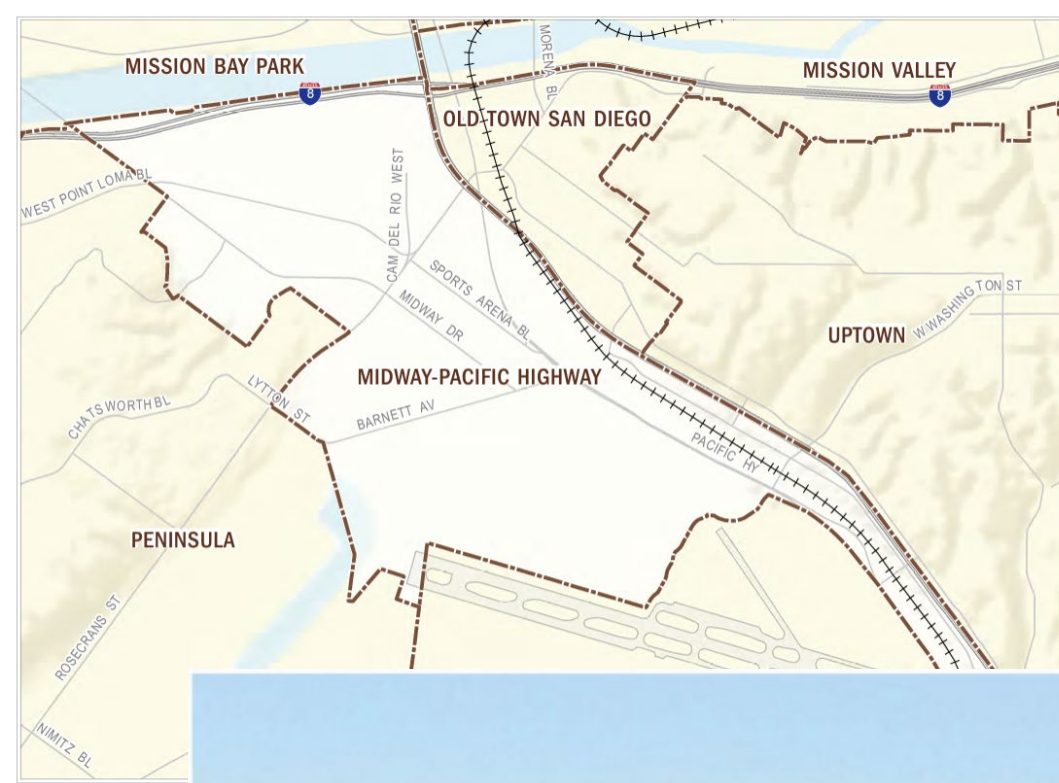 MORENA BL
MISSION BAY PARK
MISSION VALLEY
8
8
OLD TOWN SAN DIEGO
WEST POINT LOMA BL
CAM DEL RIO WEST
SPORTS ARENA BL
MIDWAY DR
W WASHINGTON ST
UPTOWN
MIDWAY-PACIFIC HIGHWAY
LYTTON ST
CHATSWORTH BL
BARNETT AV
PACIFIC HY
PENINSULA
ROSECRANS ST
NIMITZ BL